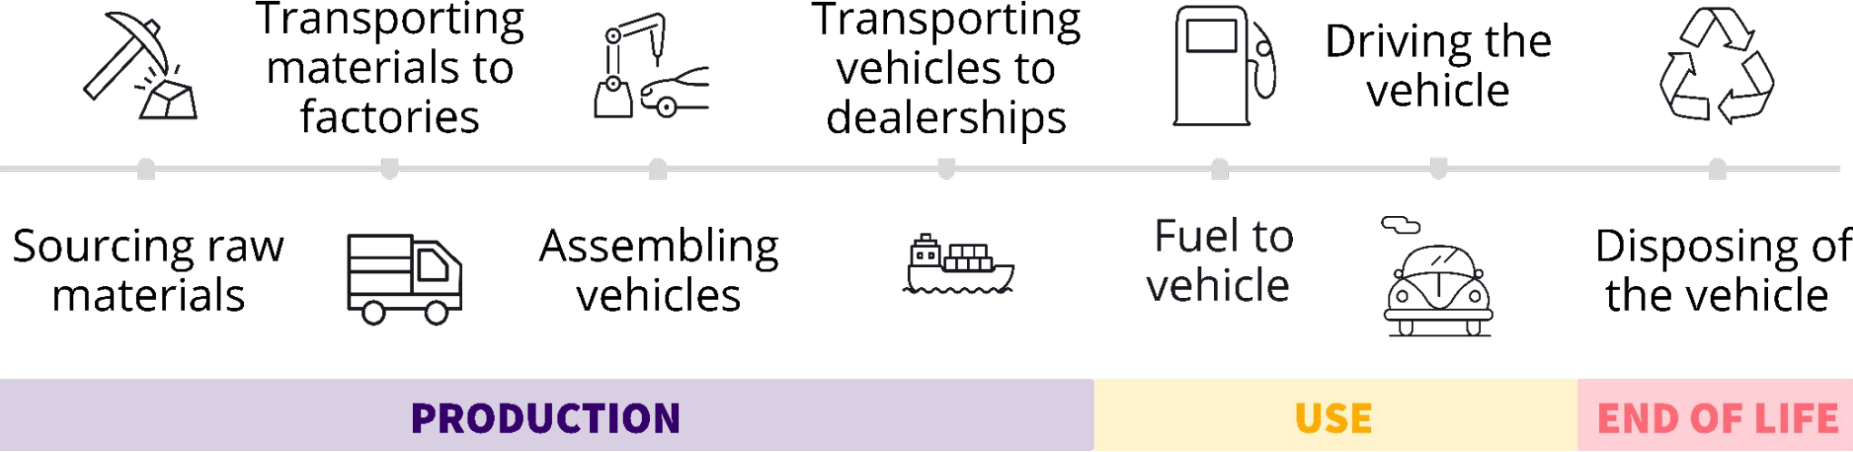 Sourcing raw
materials
Transporting
materials to
factories
Assembling
vehicles
Transporting
vehicles to
dealerships
Fuel to
vehicle
Driving the
vehicle
Disposing of
the vehicle
PRODUCTION
USE
END OF LIFE